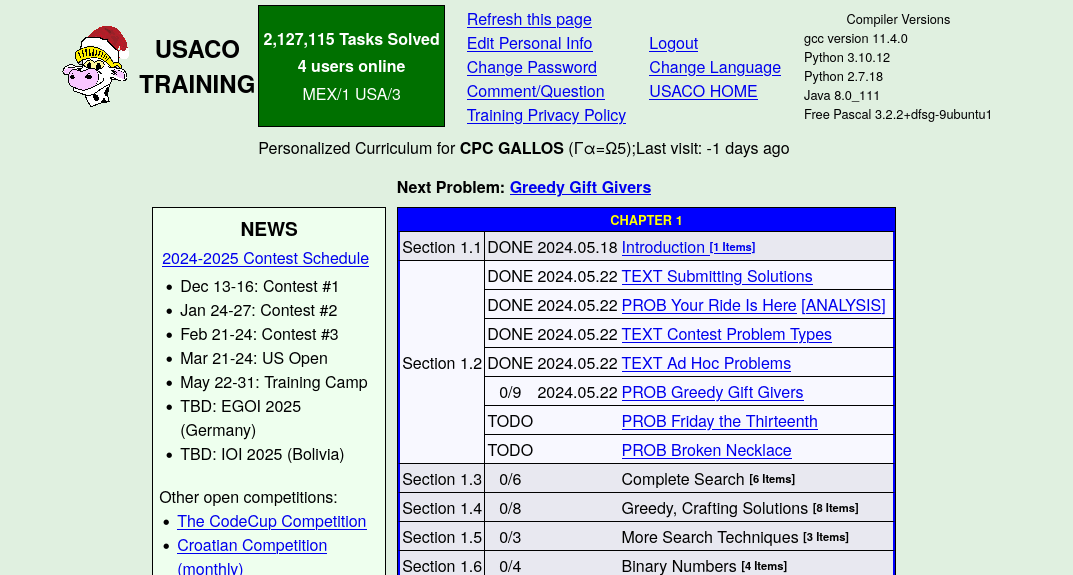 USACO
TRAINING
2,127,115 Tasks Solved
4 users online
MEX/1 USA/3
Refresh this page
Edit Personal Info Logout
Change Password Change Language
Comment/Question USACO HOME
Training Privacy Policy
Compiler Versions
gcc version 11.4.0
Python 3.10.12
Python 2.7.18
Java 8.0_111
Free Pascal 3.2.2+dfsg-9ubuntu1
Personalized Curriculum for CPC GALLOS (Γα=Ω5);Last visit: -1 days ago
Next Problem: Greedy Gift Givers
NEWS
2024-2025 Contest Schedule
• Dec 13-16: Contest #1
• Jan 24-27: Contest #2
• Feb 21-24: Contest #3
• Mar 21-24: US Open
• May 22-31: Training Camp
• TBD: EGOI 2025
(Germany)
• TBD: IOI 2025 (Bolivia)
Other open competitions:
• The CodeCup Competition
• Croatian Competition
(monthly)
CHAPTER 1
Section 1.1 DONE 2024.05.18 Introduction [1 Items]
Section 1.2 DONE 2024.05.22 TEXT Submitting Solutions
DONE 2024.05.22 PROB Your Ride Is Here [ANALYSIS]
DONE 2024.05.22 TEXT Contest Problem Types
DONE 2024.05.22 TEXT Ad Hoc Problems
0/9 2024.05.22 PROB Greedy Gift Givers
TODO PROB Friday the Thirteenth
TODO PROB Broken Necklace
Section 1.3 0/6 Complete Search [6 Items]
Section 1.4 0/8 Greedy, Crafting Solutions [8 Items]
Section 1.5 0/3 More Search Techniques [3 Items]
Section 1.6 0/4 Binary Numbers [4 Items]